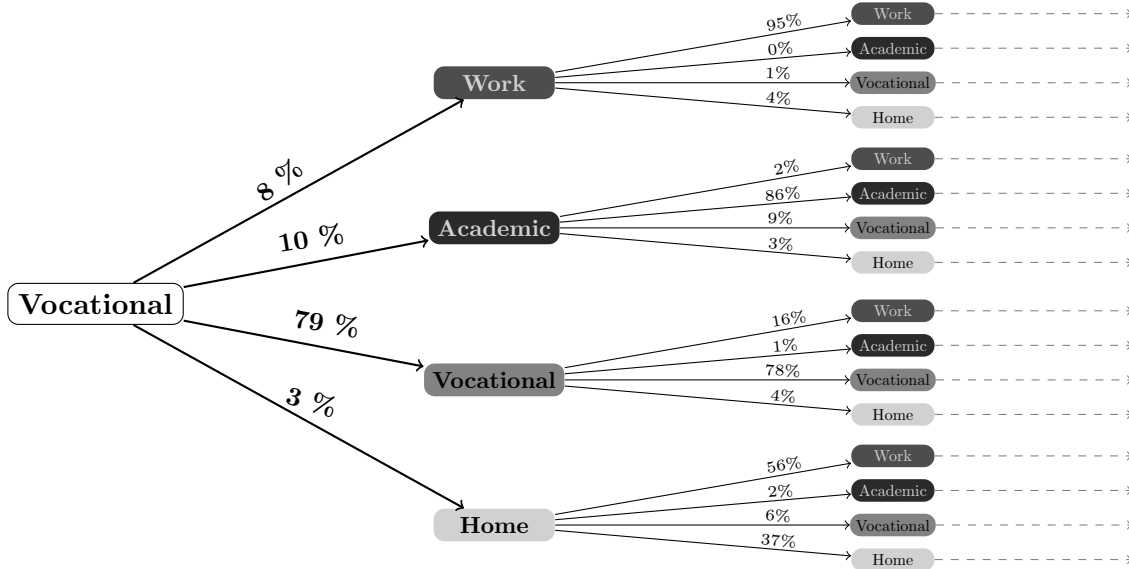 Vocational
8 %
10 %
79 %
3 %
Work
95%
0%
1%
4%
Work
Academic
Vocational
Home
Academic
2%
86%
9%
3%
Work
Academic
Vocational
Home
Vocational
16%
1%
78%
4%
Work
Academic
Vocational
Home
Home
56%
2%
6%
37%
Work
Academic
Vocational
Home